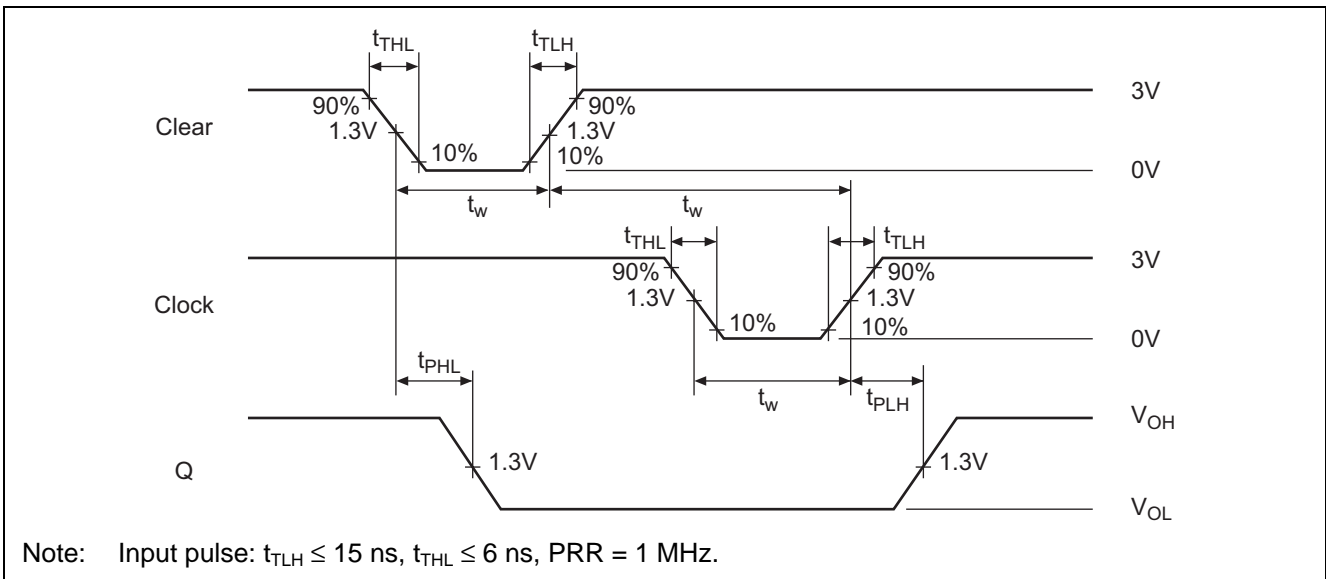 tTHL tTLH
3V
90% 90%
Clear 1.3V 1.3V
10% 10%
0V
tw tw
tTHL tTLH
3V
90% 90%
Clock 1.3V 1.3V
10% 10%
0V
tPHL
tw tPLH
VOH
Q 1.3V 1.3V
VOL
Note: Input pulse: tTLH ≤ 15 ns, tTHL ≤ 6 ns, PRR = 1 MHz.